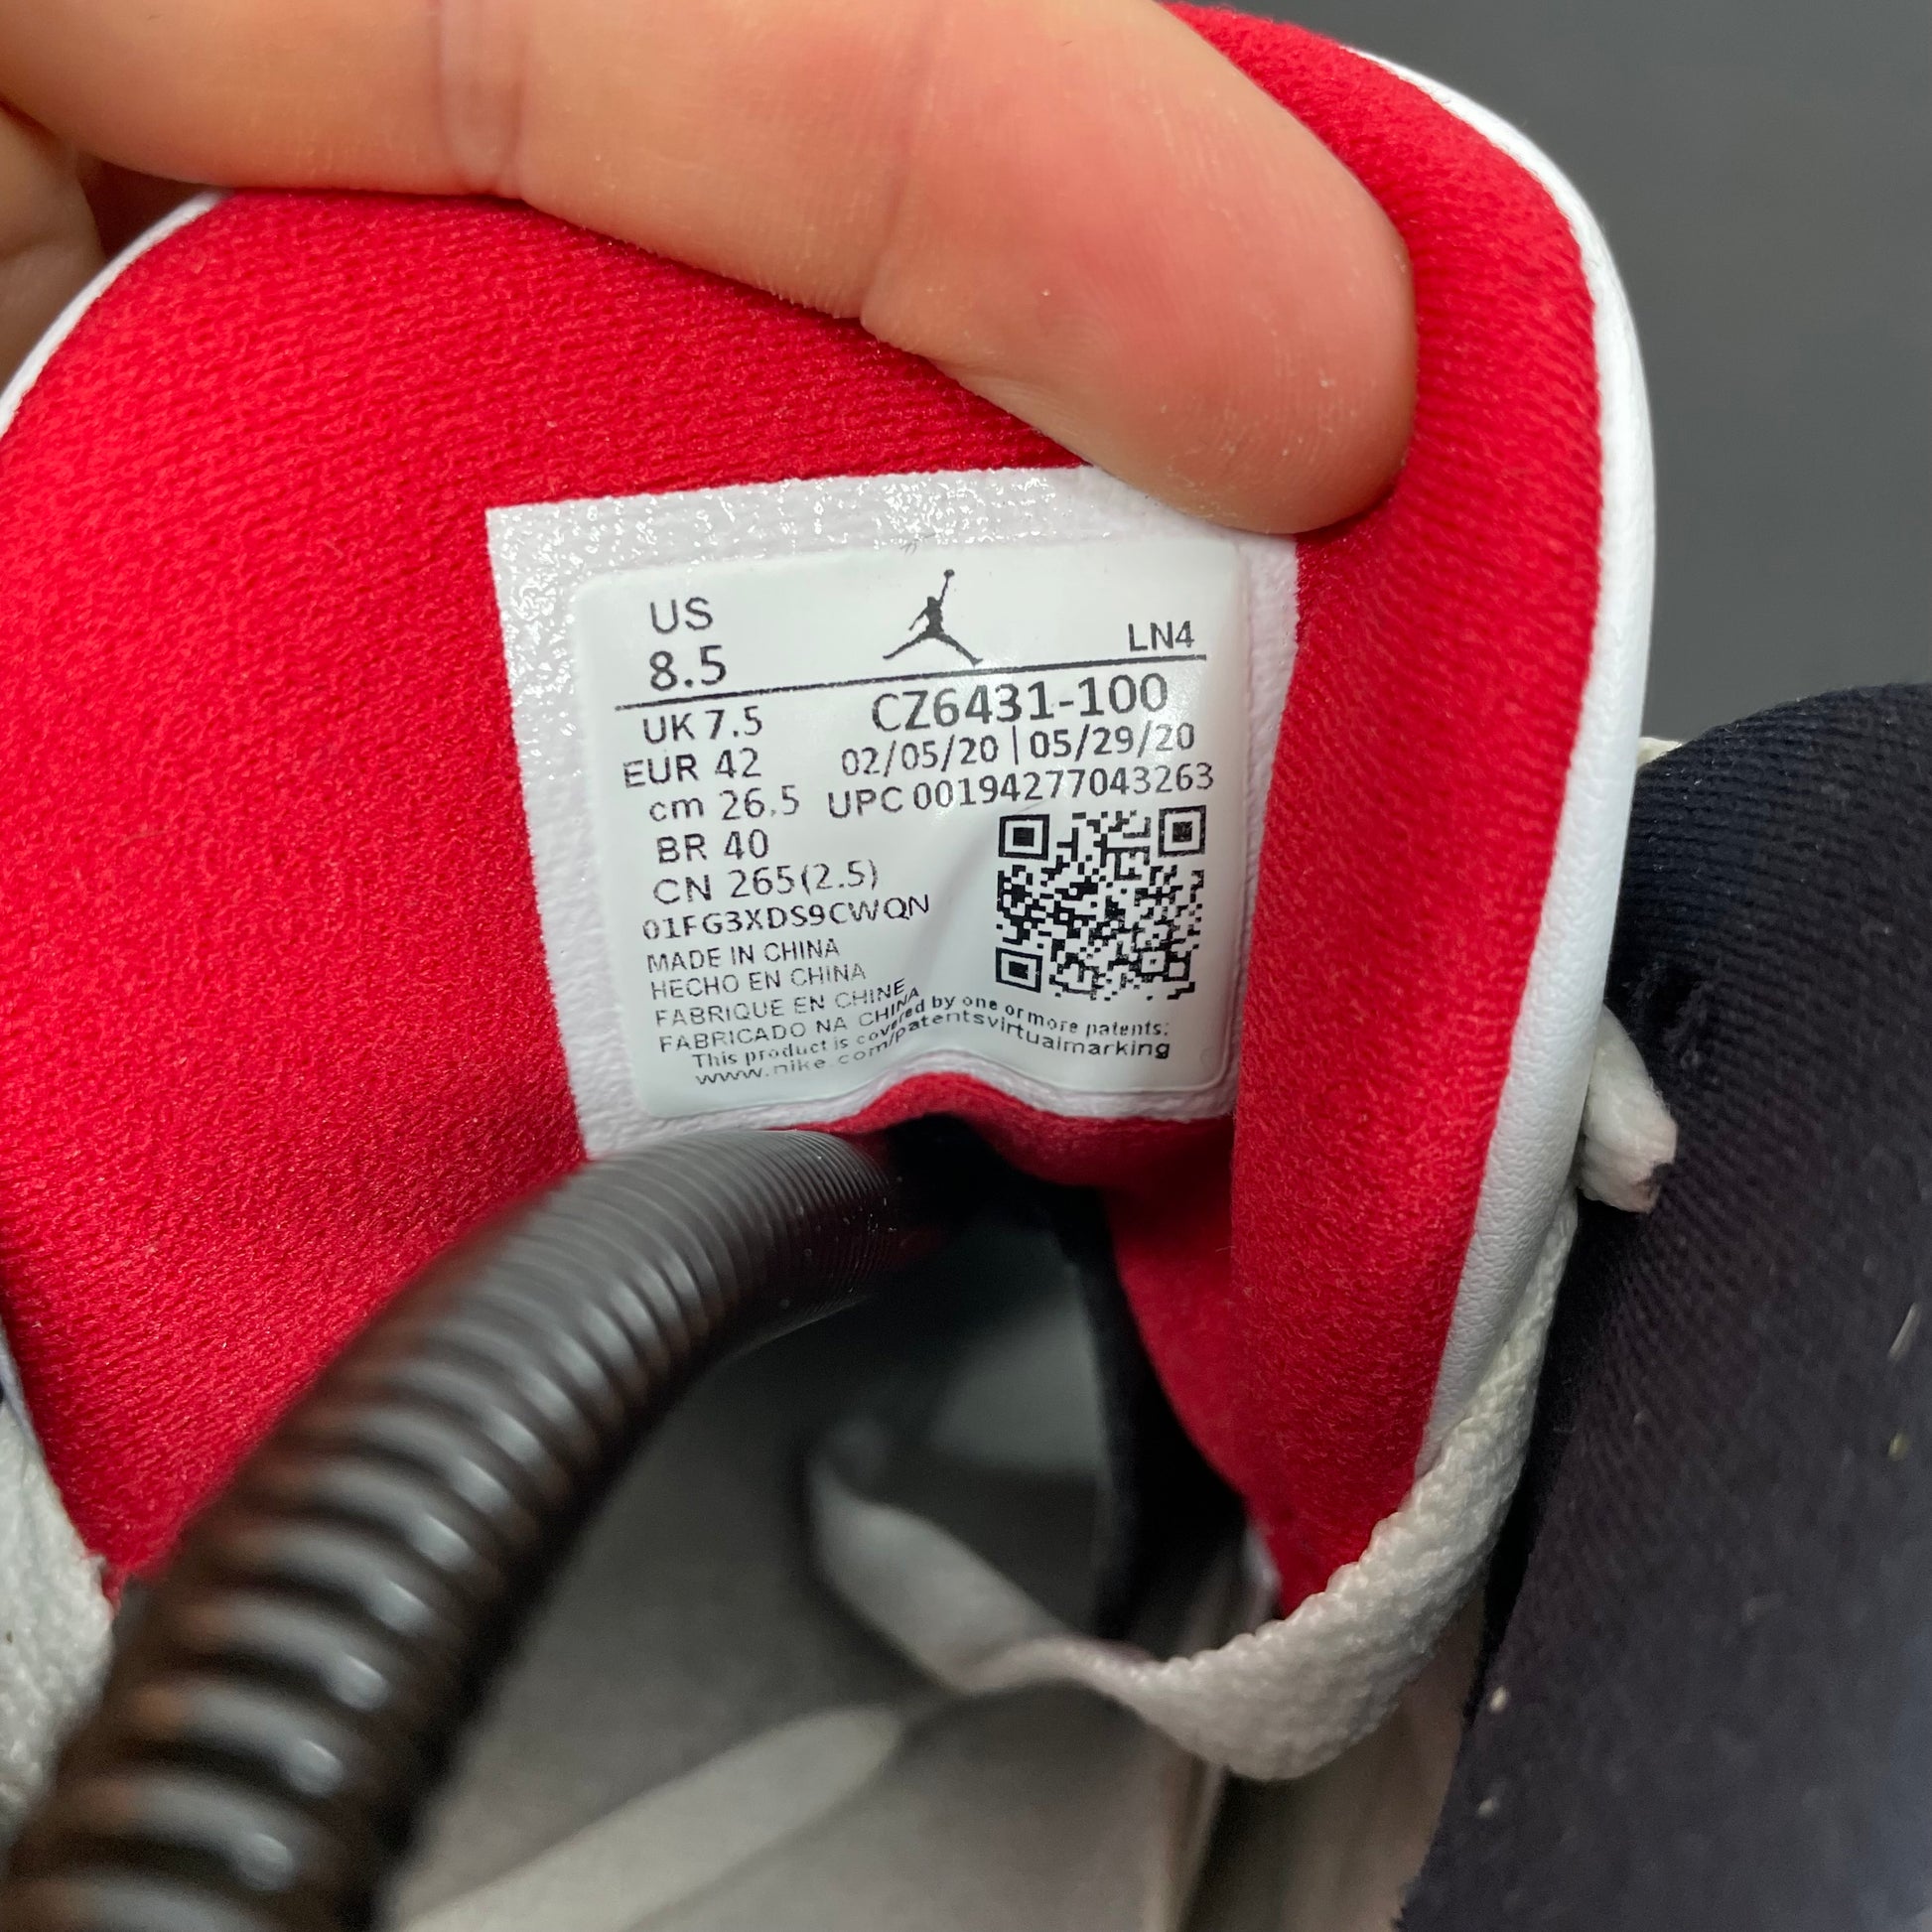 US
8.5
LN4
UK 7.5
CZ6431-100
EUR 42
02/05/20 | 05/29/20
cm 26.5
UPC 00194277043263
BR 40
CN 265(2.5)
01FG3XDS9CWQN
MADE IN CHINA
HECHO EN CHINA
FABRIQUE EN CHINE
FABRICADO NA CHINA
This product is covered by one or more patents:
www.nike.com/patentsvirtualmarking